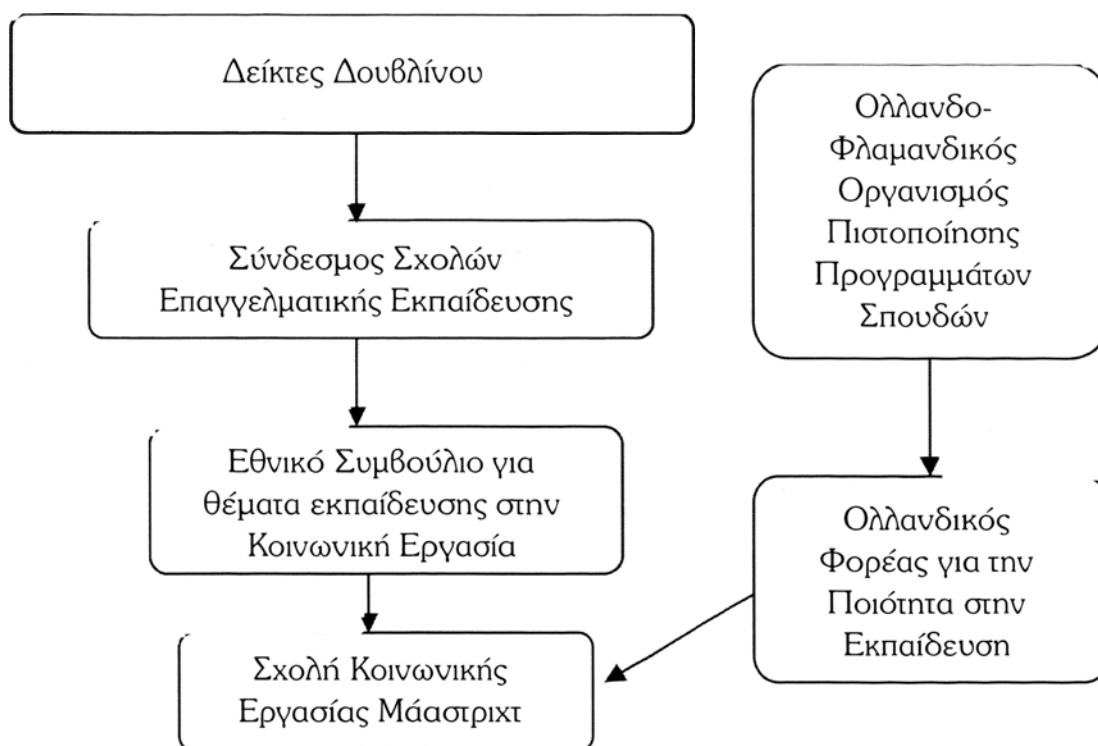 Δείκτες Δουβλίνου
Σύνδεσμος Σχολών
Επαγγελματικής Εκπαίδευσης
Εθνικό Συμβούλιο για
θέματα εκπαίδευσης στην
Κοινωνική Εργασία
Σχολή Κοινωνικής
Εργασίας Μάαστριχτ
Ολλανδο-
Φλαμανδικός
Οργανισμός
Πιστοποίησης
Προγραμμάτων
Σπουδών
Ολλανδικός
Φορέας για την
Ποιότητα στην
Εκπαίδευση